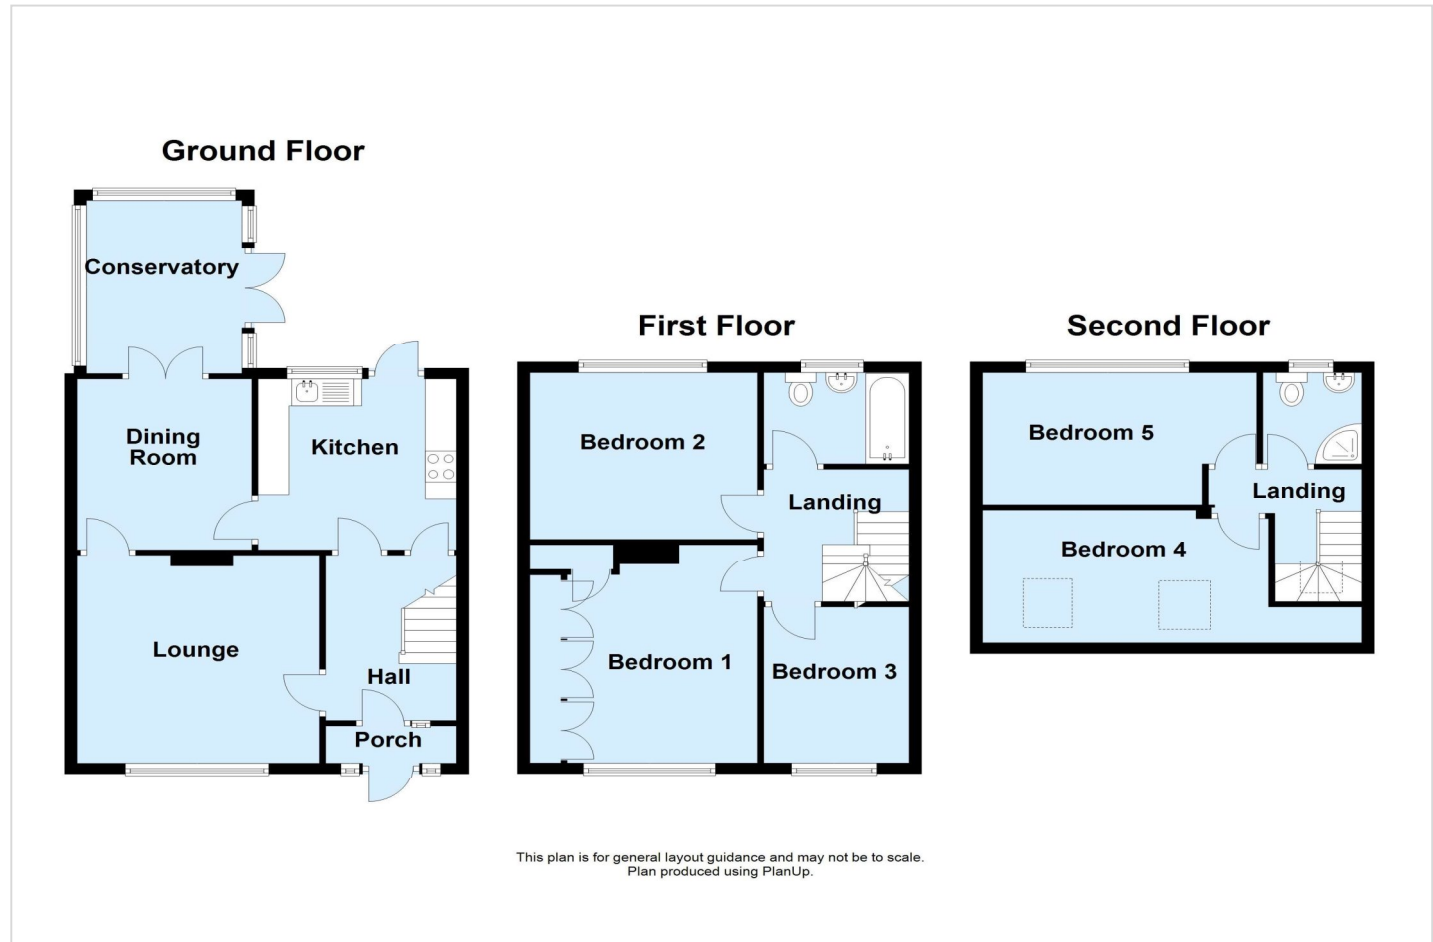 Ground Floor
Conservatory
Dining
Room
Kitchen
Lounge
Hall
Porch
First Floor
Bedroom 2
Landing
Bedroom 1
Bedroom 3
Second Floor
Bedroom 5
Landing
Bedroom 4
This plan is for general layout guidance and may not be to scale.
Plan produced using PlanUp.